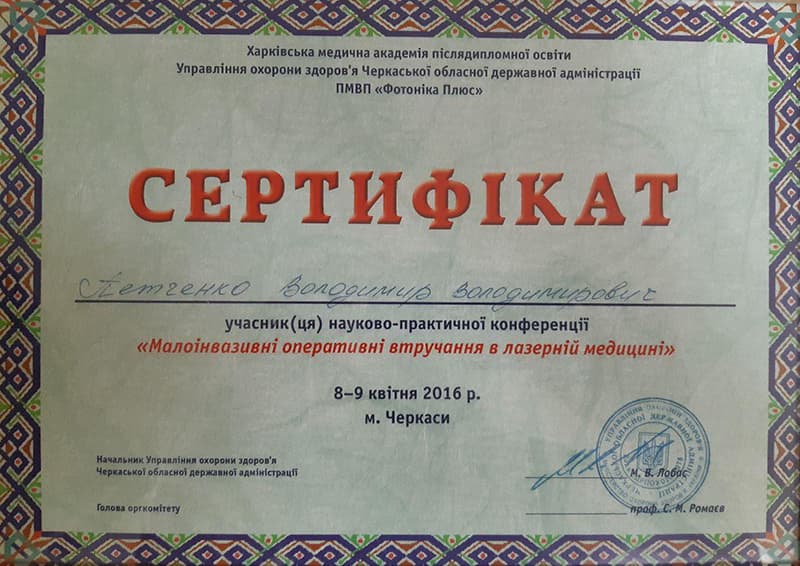 Харківська медична академія післядипломної освіти
Управління охорони здоров'я Черкаської обласної державної адміністрації
ПМВП «Фотоніка Плюс»
СЕРТИФІКАТ
Петченко Володимир Володимирович
учасник(ця) науково-практичної конференції
«Малоінвазивні оперативні втручання в лазерній медицині»
8–9 квітня 2016 р.
м. Черкаси
Начальник Управління охорони здоров'я
Черкаської обласної державної адміністрації
М. В. Лобас
Голова оргкомітету
проф. С. М. Ромаєв